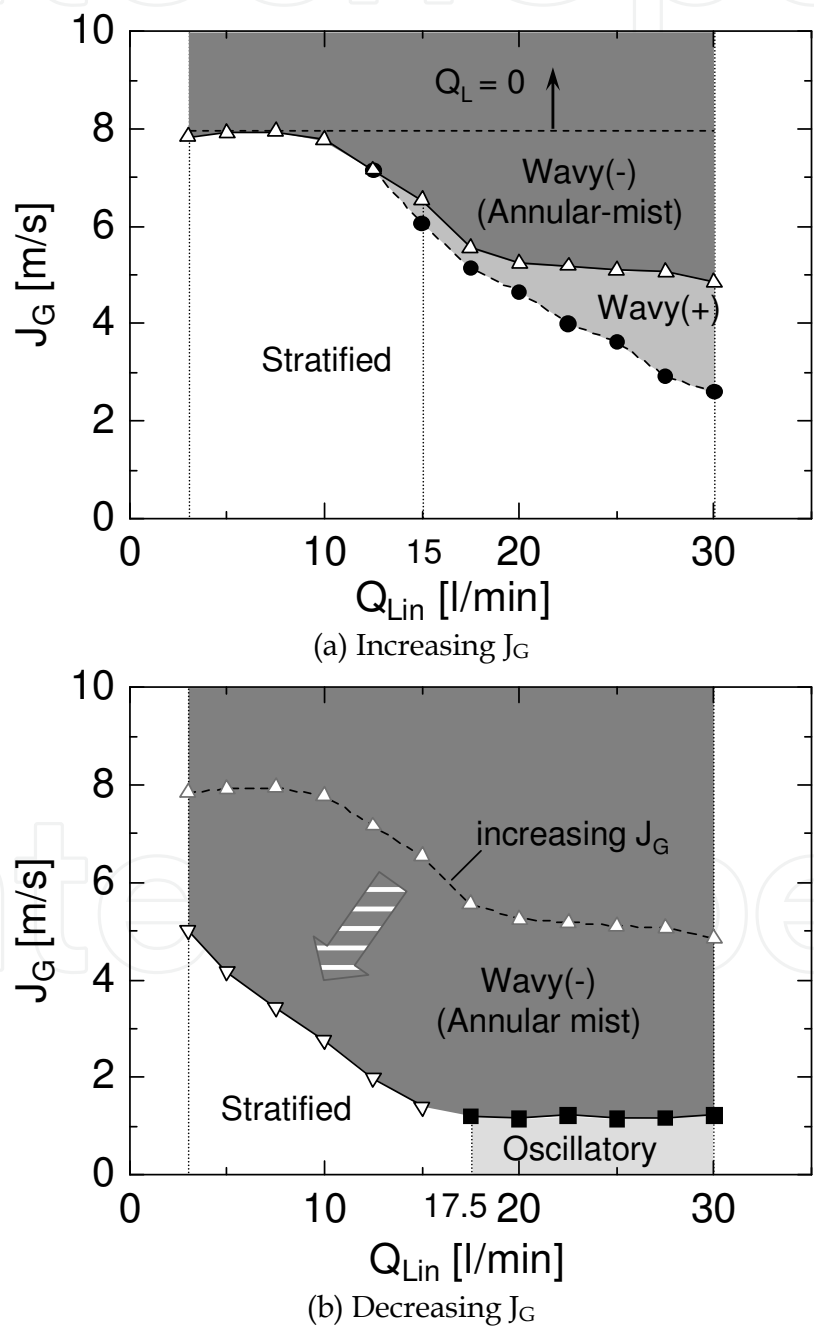 10
8
6
4
2
0
J_G [m/s]
Q_L = 0
Wavy(-)
(Annular-mist)
Wavy(+)
Stratified
0 10 15 20 30
Q_Lin [l/min]
(a) Increasing J_G
10
8
6
4
2
0
J_G [m/s]
increasing J_G
Wavy(-)
(Annular mist)
Stratified
Oscillatory
0 10 17.5 20 30
Q_Lin [l/min]
(b) Decreasing J_G